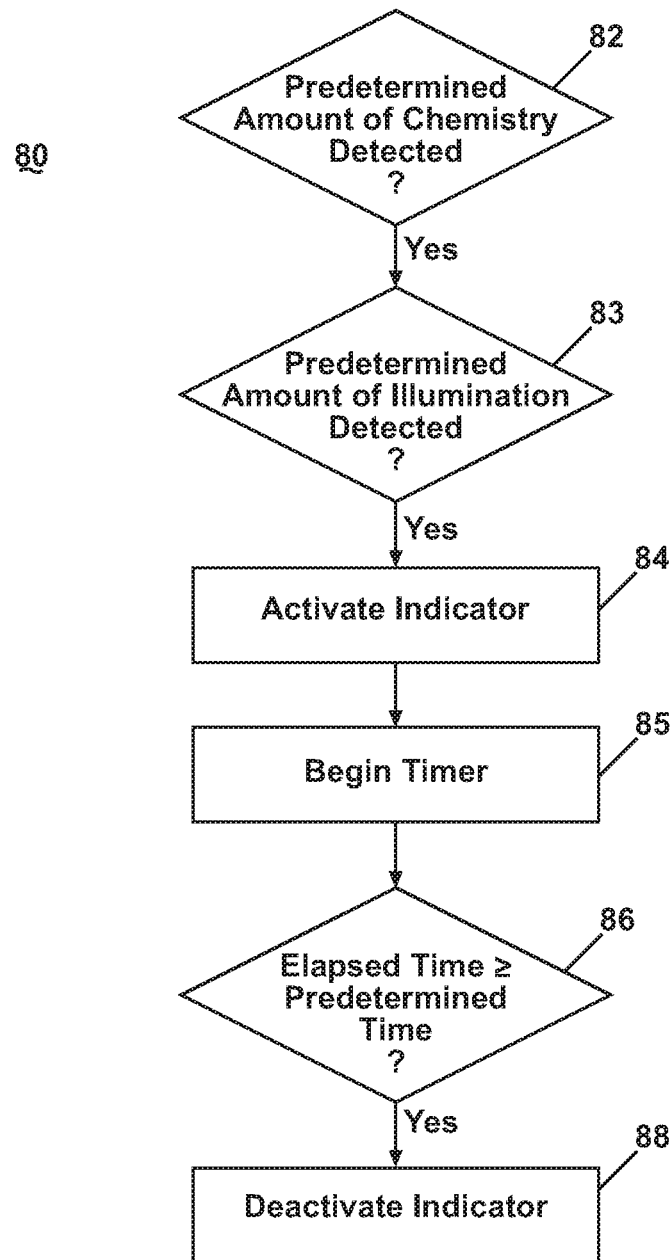 82
Predetermined
Amount of Chemistry
Detected
?
80
Yes
83
Predetermined
Amount of Illumination
Detected
?
Yes
84
Activate Indicator
85
Begin Timer
86
Elapsed Time ≥
Predetermined
Time
?
Yes
88
Deactivate Indicator